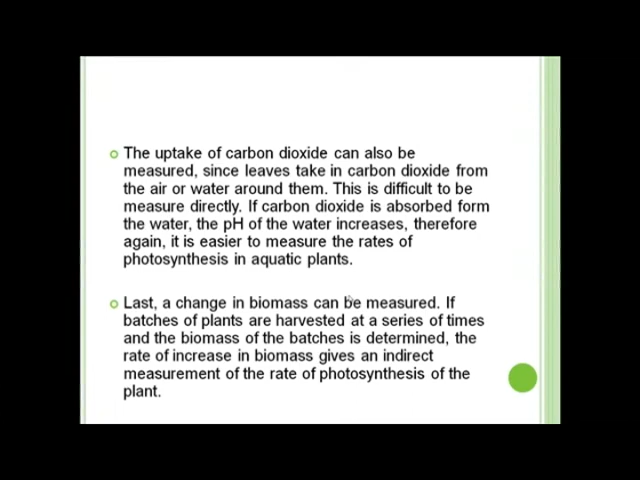 The uptake of carbon dioxide can also be
measured, since leaves take in carbon dioxide from
the air or water around them. This is difficult to be
measure directly. If carbon dioxide is absorbed form
the water, the pH of the water increases, therefore
again, it is easier to measure the rates of
photosynthesis in aquatic plants.
Last, a change in biomass can be measured. If
batches of plants are harvested at a series of times
and the biomass of the batches is determined, the
rate of increase in biomass gives an indirect
measurement of the rate of photosynthesis of the
plant.